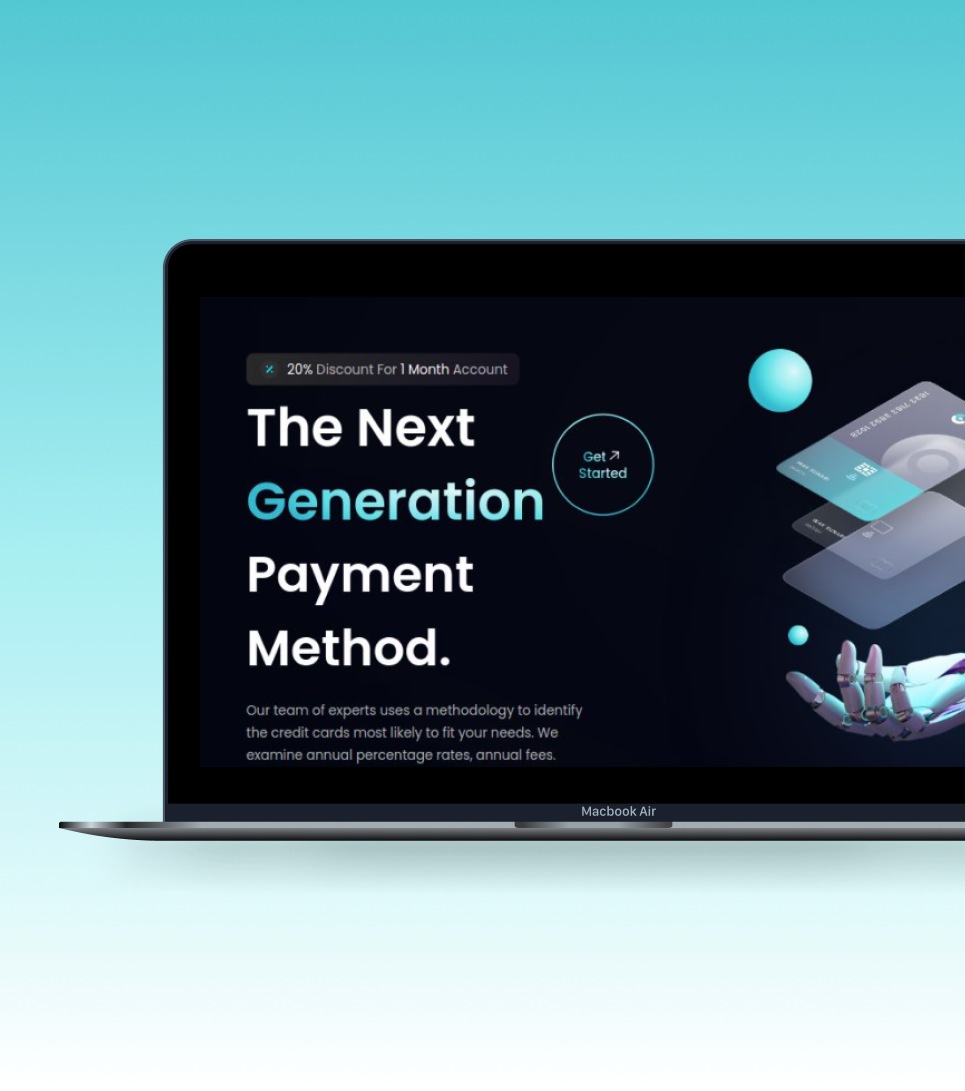 20% Discount For 1 Month Account
The Next
Generation
Payment
Method.
Get
Started
Our team of experts uses a methodology to identify
the credit cards most likely to fit your needs. We
examine annual percentage rates, annual fees.
Macbook Air